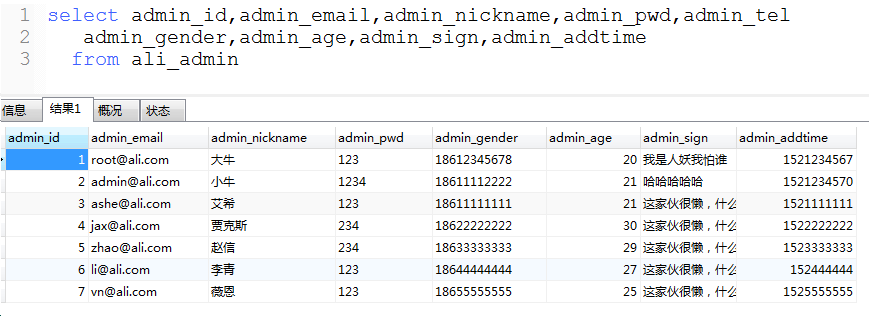 1 select admin_id,admin_email,admin_nickname,admin_pwd,admin_tel
2 admin_gender,admin_age,admin_sign,admin_addtime
3 from ali_admin
信息 结果1 概况 状态
admin_id admin_email admin_nickname admin_pwd admin_gender admin_age admin_sign admin_addtime
1 root@ali.com 大牛 123 18612345678 20 我是人妖我怕谁 1521234567
2 admin@ali.com 小牛 1234 18611112222 21 哈哈哈哈哈 1521234570
3 ashe@ali.com 艾希 123 18611111111 21 这家伙很懒，什么 1521111111
4 jax@ali.com 贾克斯 234 18622222222 30 这家伙很懒，什么 1522222222
5 zhao@ali.com 赵信 234 18633333333 29 这家伙很懒，什么 1523333333
6 li@ali.com 李青 123 18644444444 27 这家伙很懒，什么 152444444
7 vn@ali.com 薇恩 123 18655555555 25 这家伙很懒，什么 1525555555